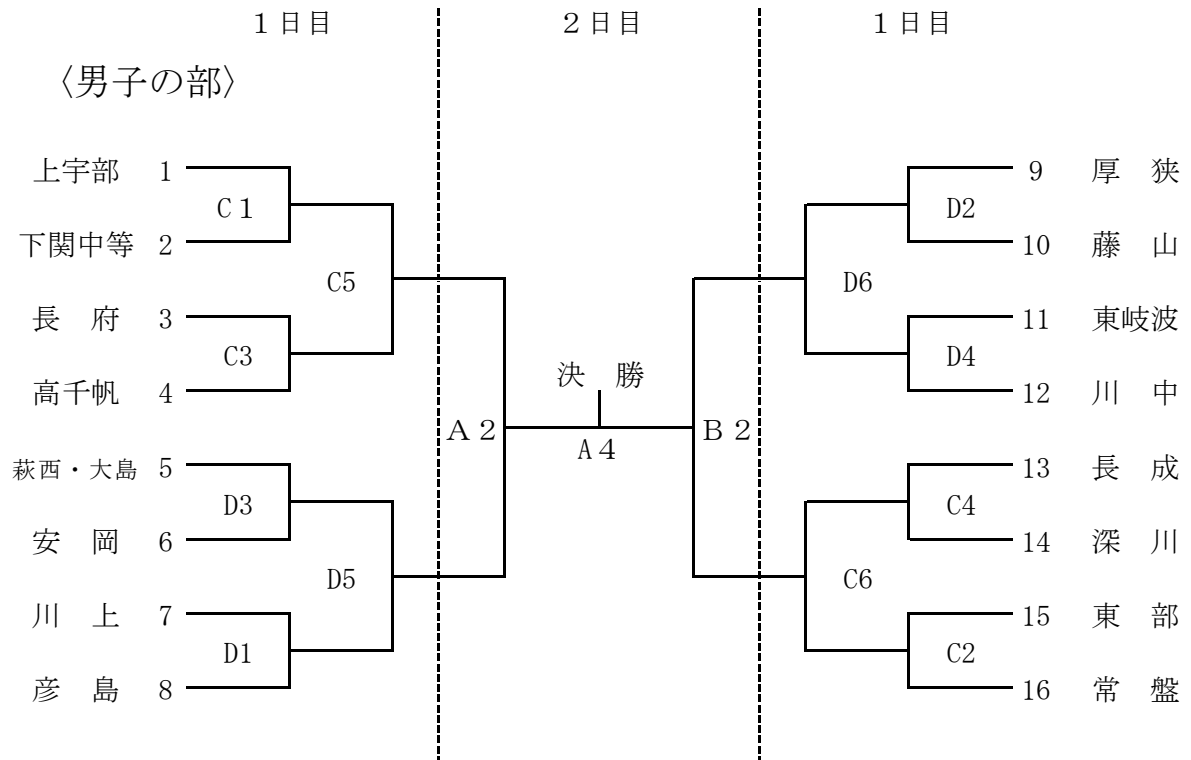 １日目 ２日目 １日目
〈男子の部〉
上宇部 1 9 厚 狭
C１ D2
下関中等 2 10 藤 山
C5 D6
長 府 3 11 東岐波
C3 D4
高千帆 4 決 勝 12 川 中
Ａ２ A４ Ｂ２
萩西・大島 5 13 長 成
D3 C4
安 岡 6 14 深 川
D5 C6
川 上 7 15 東 部
D1 C2
彦 島 8 16 常 盤